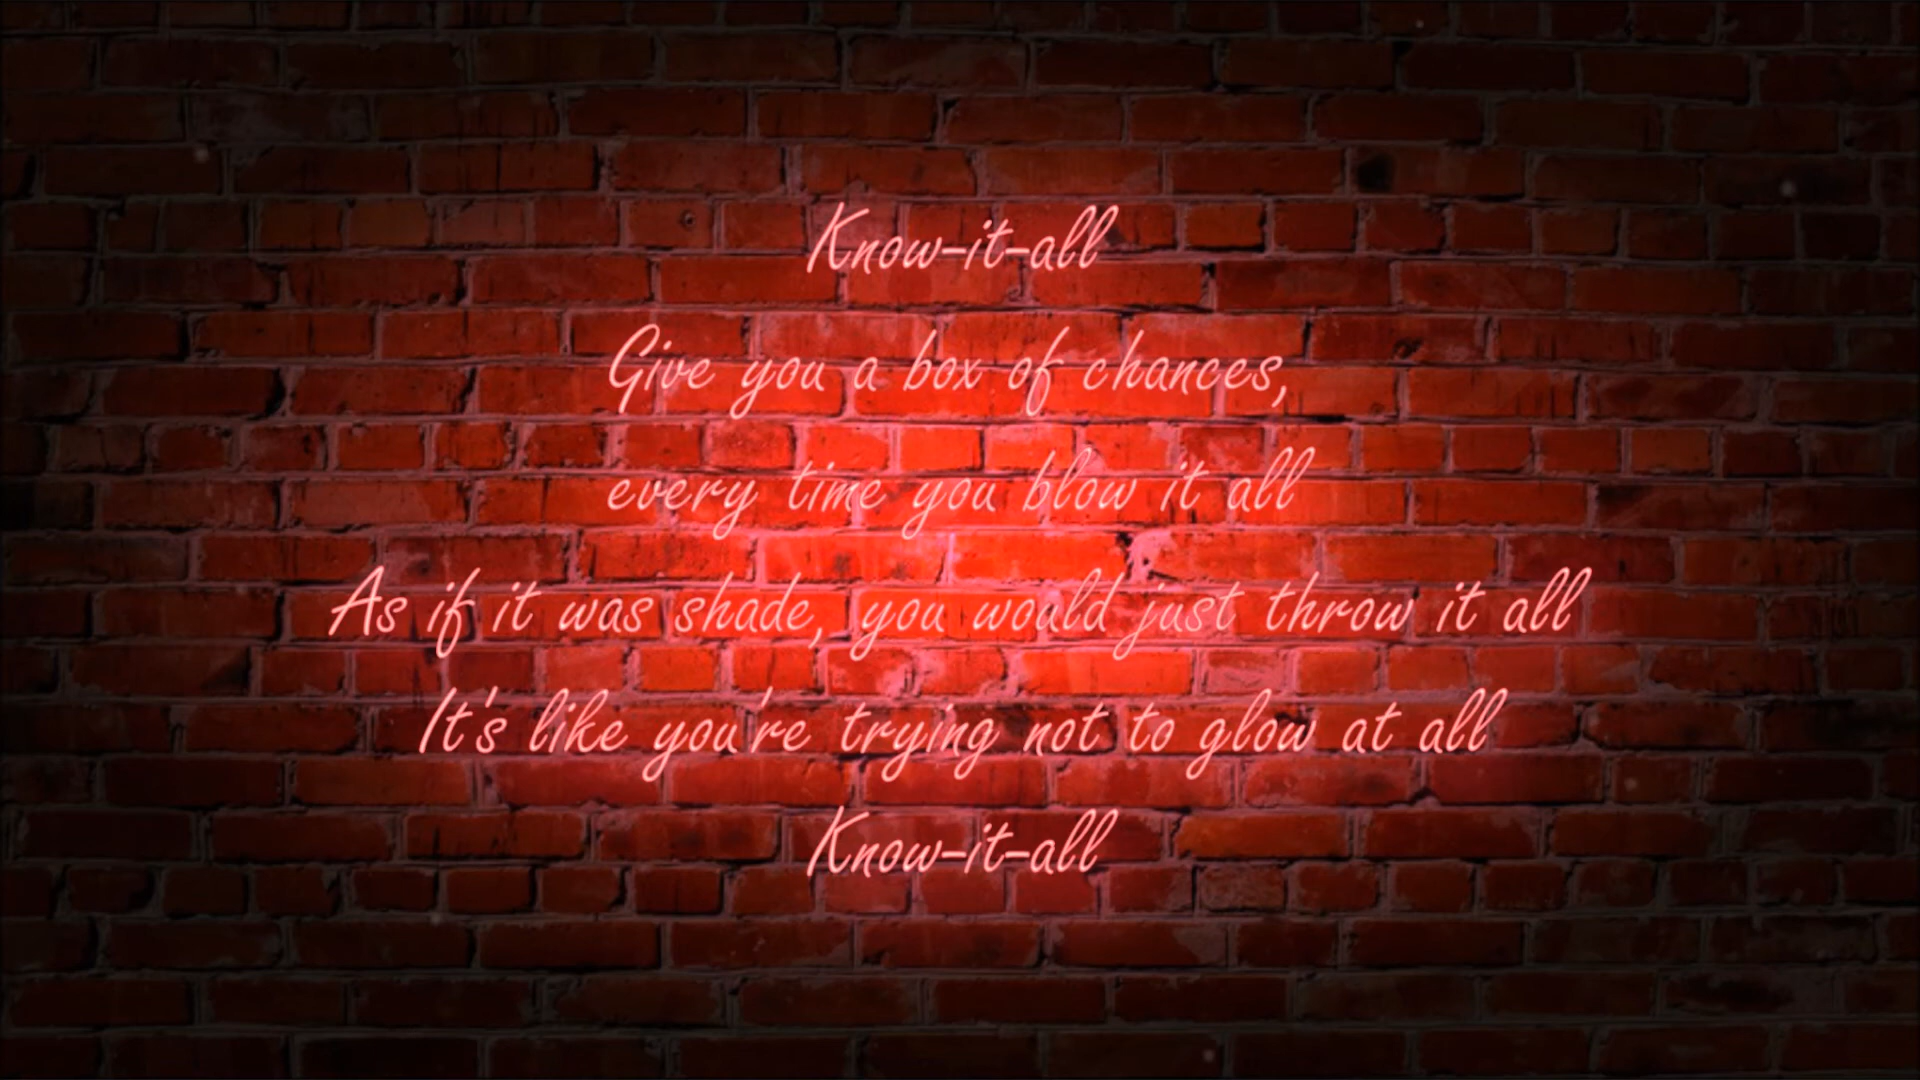 Know-it-all
Give you a box of chances,
every time you blow it all
As if it was shade, you would just throw it all
It's like you're trying not to glow at all
Know-it-all